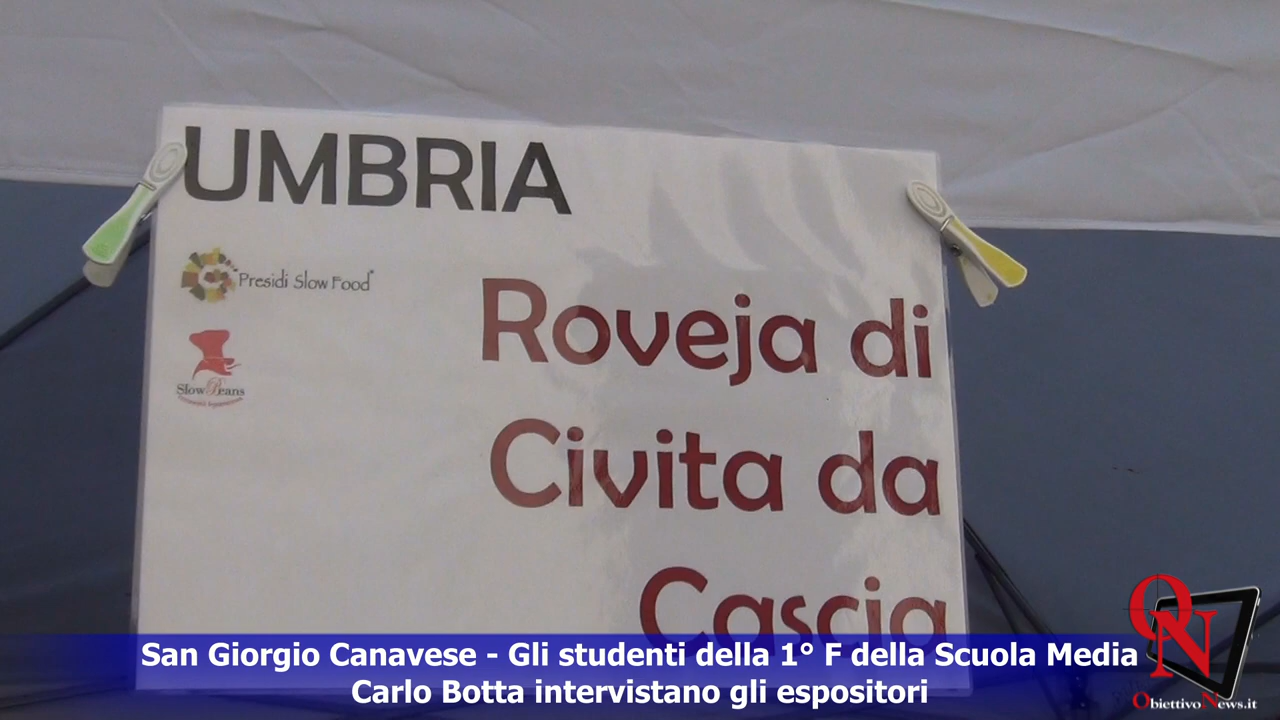 UMBRIA
Presidi Slow Food
Roveja di
Slow Beans
Civita da
Cascia
San Giorgio Canavese - Gli studenti della 1° F della Scuola Media
Carlo Botta intervistano gli espositori
ON
ObiettivoNews.it